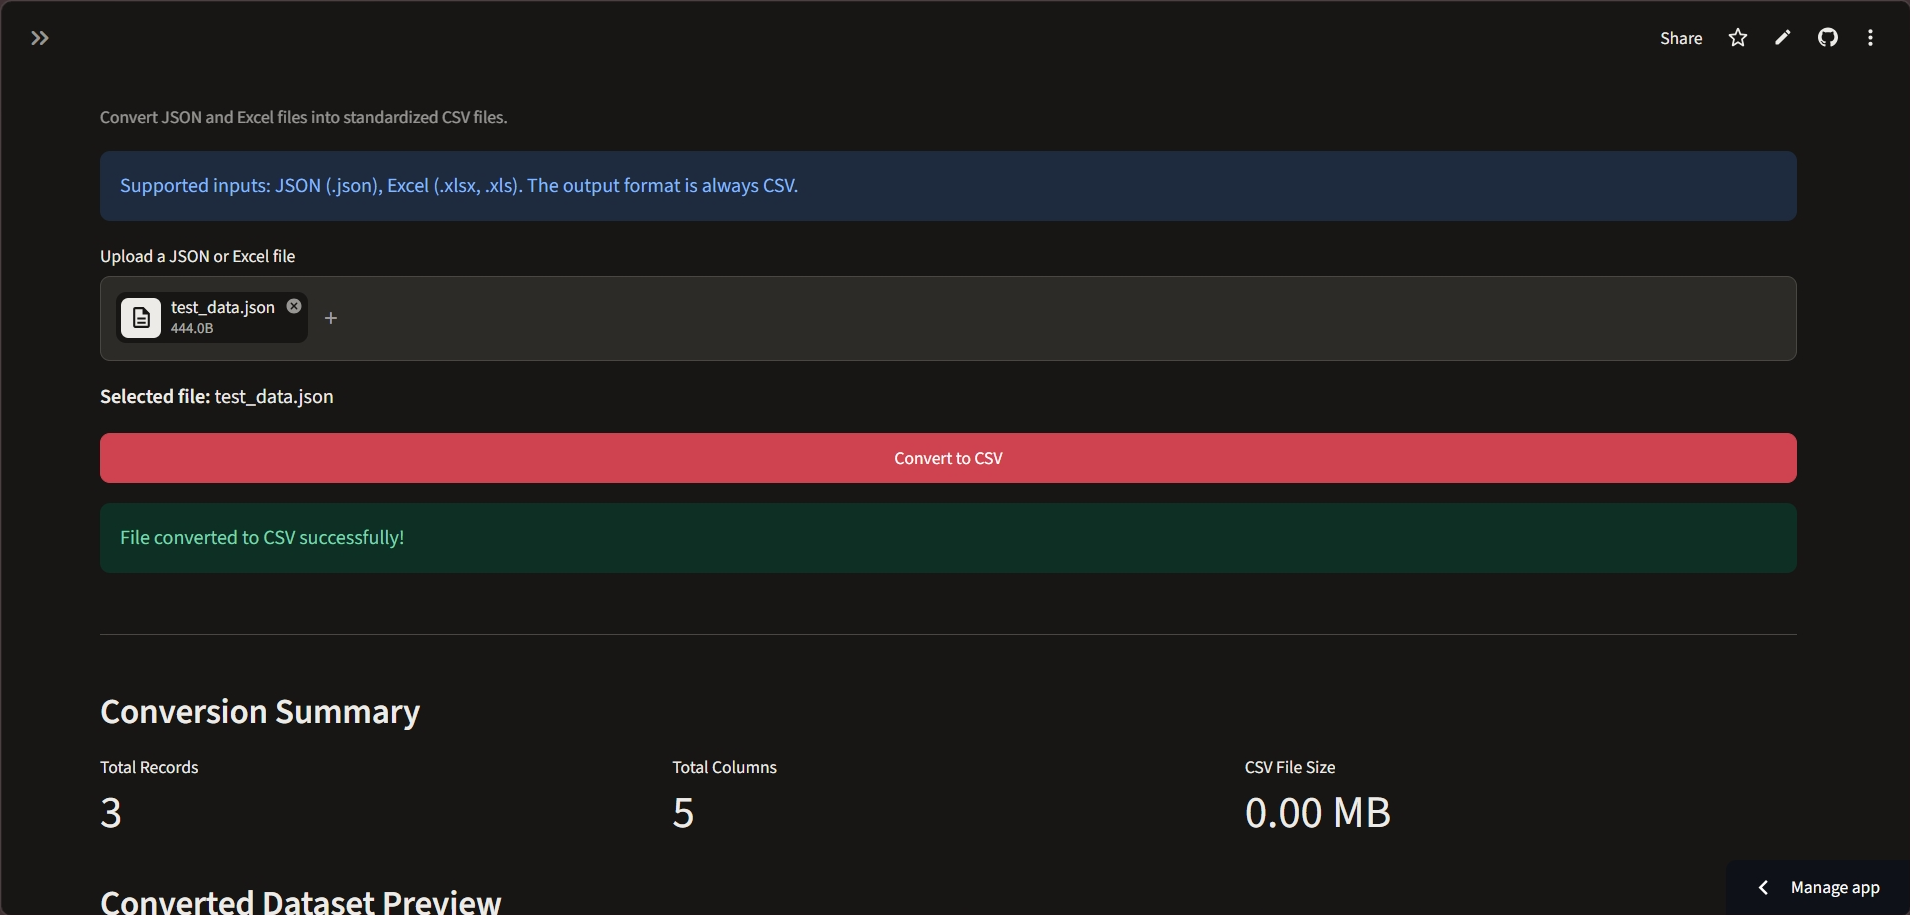 Share
Convert JSON and Excel files into standardized CSV files.
Supported inputs: JSON (.json), Excel (.xlsx, .xls). The output format is always CSV.
Upload a JSON or Excel file
test_data.json
444.0B
Selected file: test_data.json
Convert to CSV
File converted to CSV successfully!
Conversion Summary
Total Records
3
Total Columns
5
CSV File Size
0.00 MB
Converted Dataset Preview
Manage app